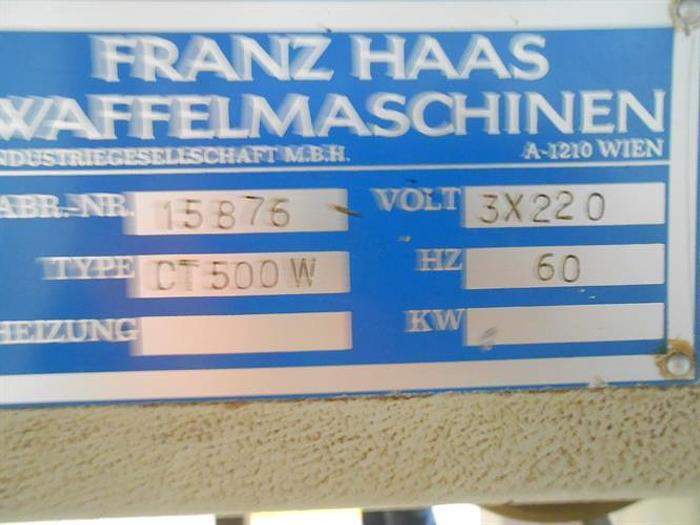 FRANZ HAAS
WAFFELMASCHINEN
INDUSTRIEGESELLSCHAFT M.B.H. A-1210 WIEN
FABR.-NR. 15876 VOLT 3X220
TYPE CT500W HZ 60
HEIZUNG KW